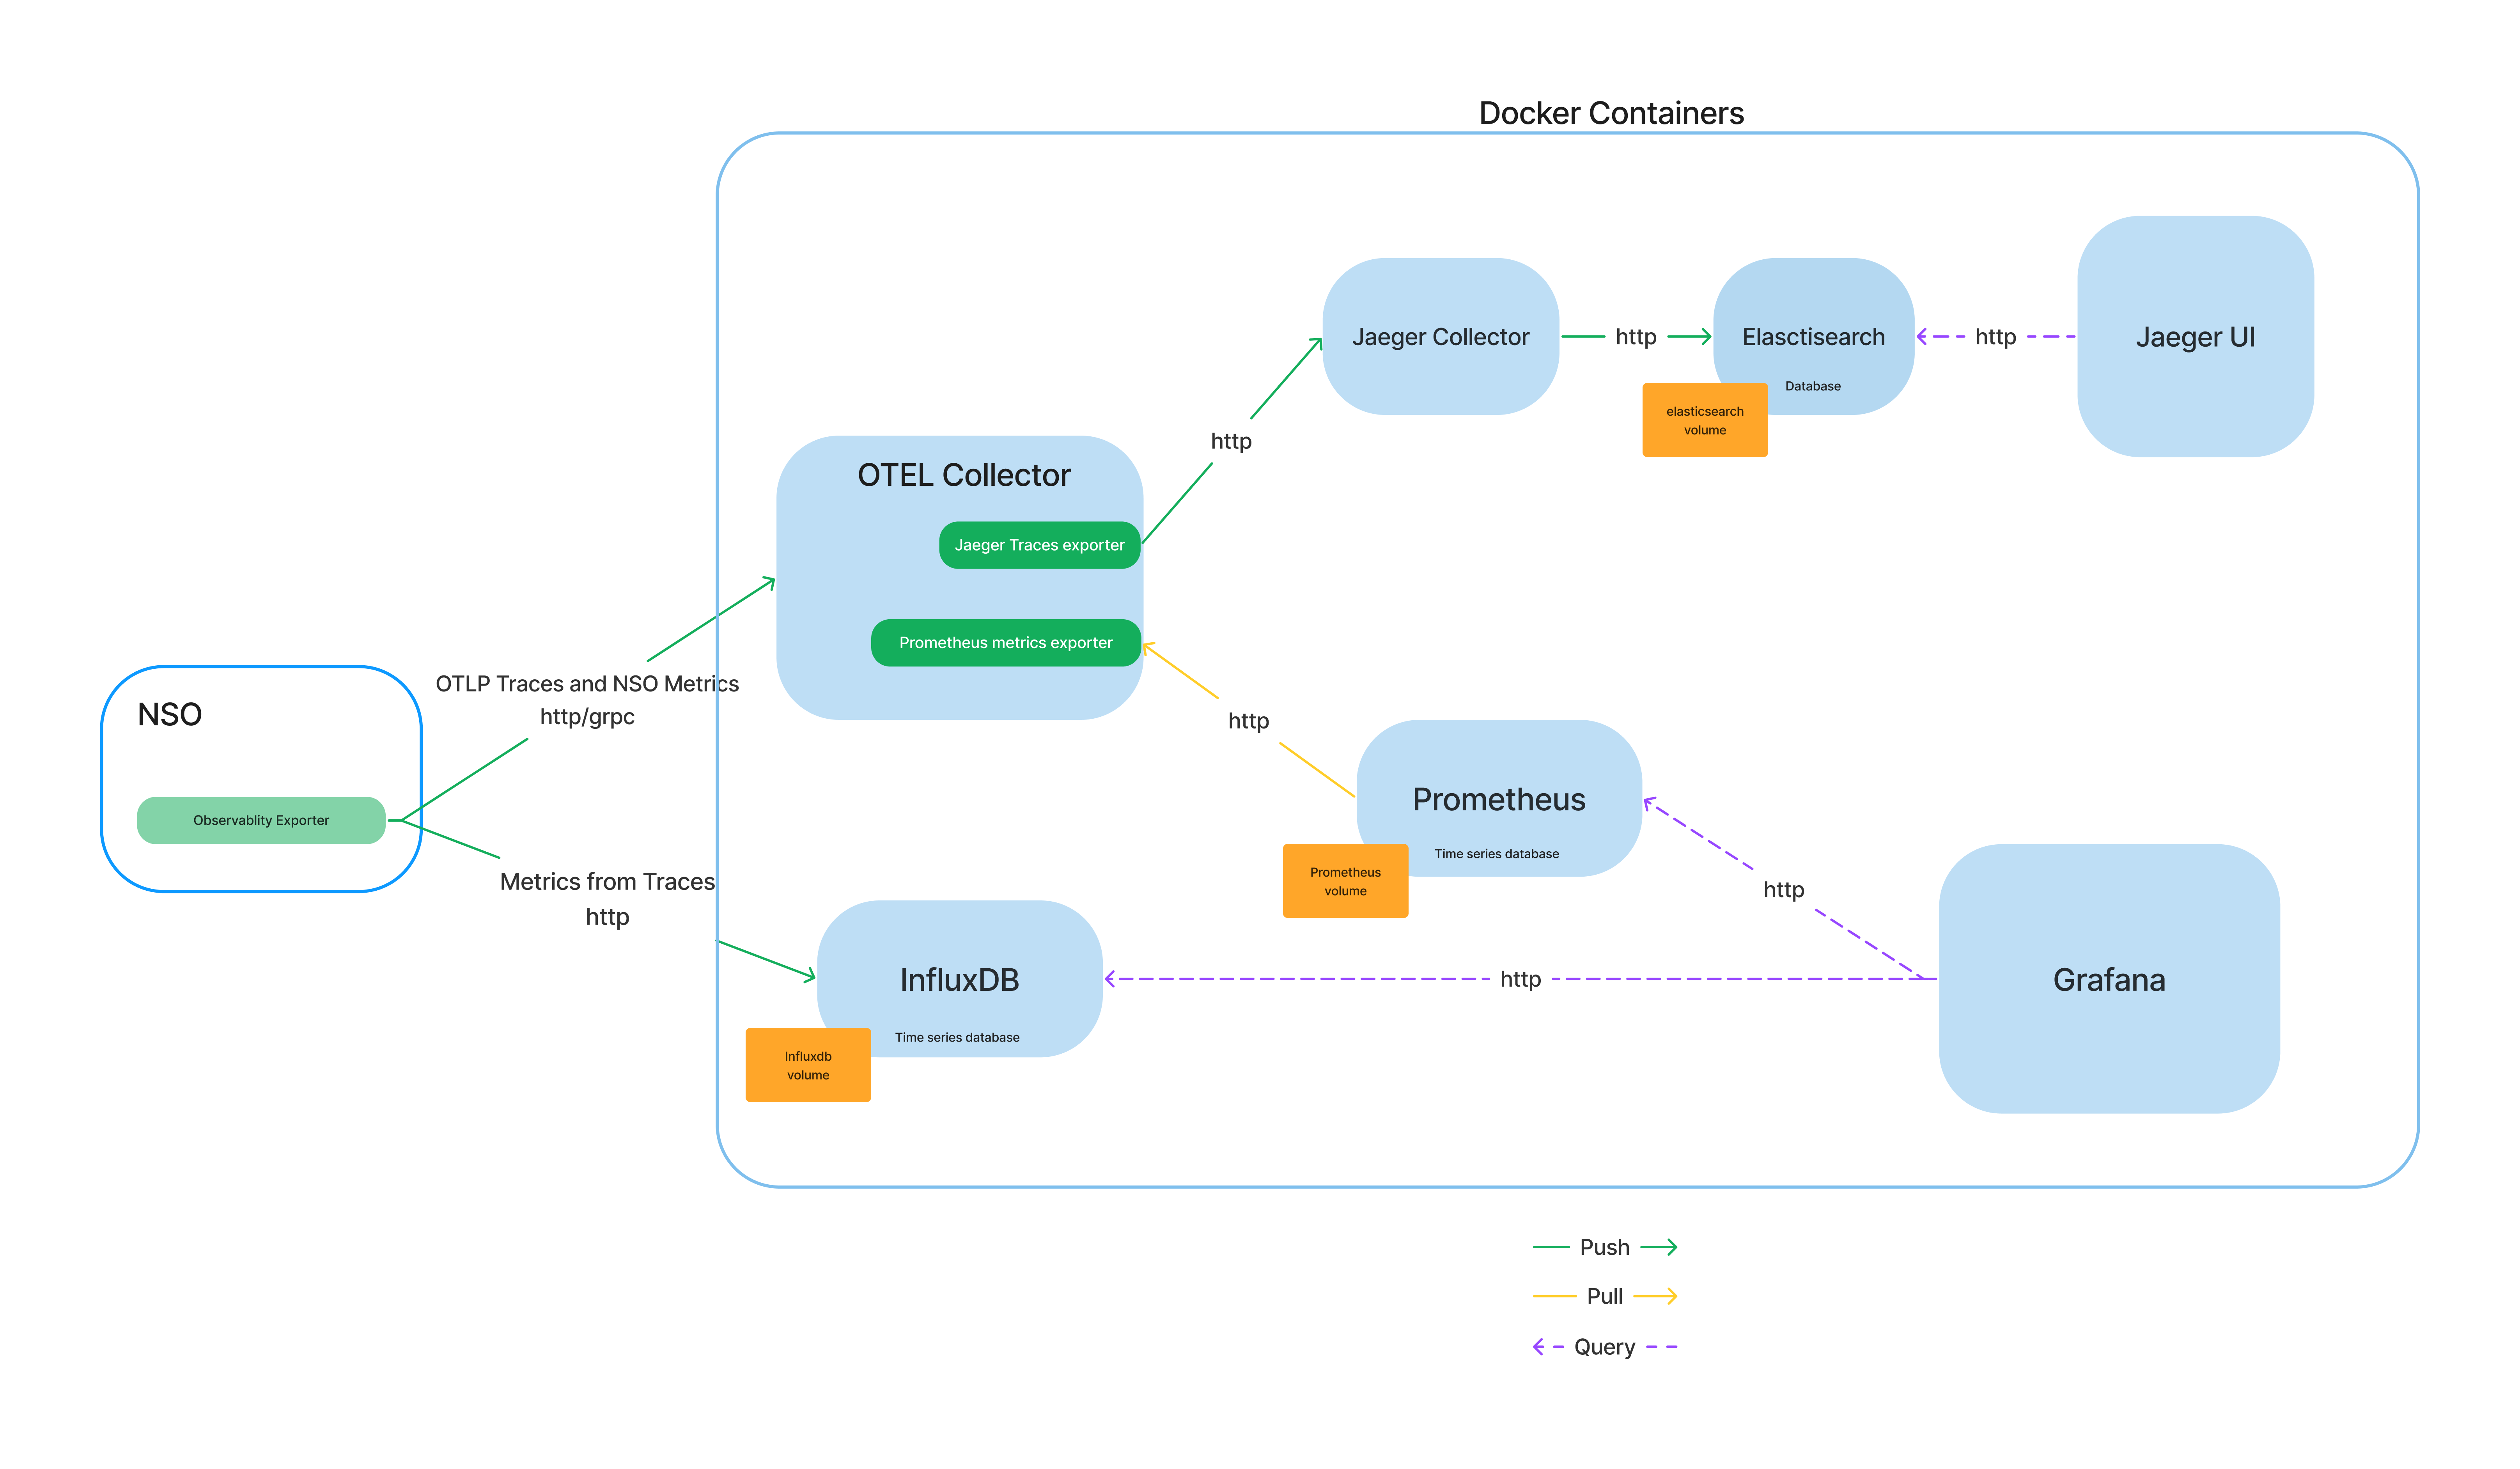 Docker Containers
Jaeger Collector
http
Elasctisearch
Database
elasticsearch
volume
http
Jaeger UI
http
OTEL Collector
Jaeger Traces exporter
Prometheus metrics exporter
OTLP Traces and NSO Metrics
http/grpc
NSO
Observablity Exporter
http
Prometheus
Time series database
Prometheus
volume
Metrics from Traces
http
http
InfluxDB
Time series database
Influxdb
volume
http
Grafana
Push
Pull
Query